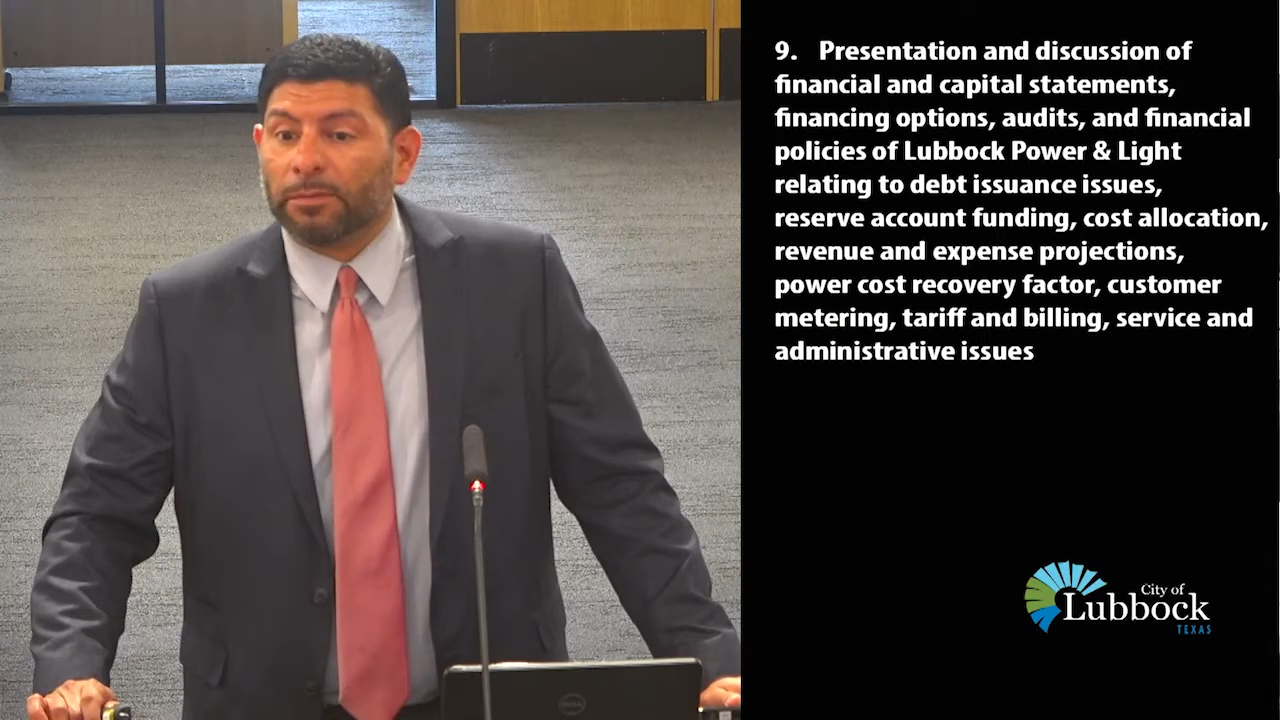 9. Presentation and discussion of
financial and capital statements,
financing options, audits, and financial
policies of Lubbock Power & Light
relating to debt issuance issues,
reserve account funding, cost allocation,
revenue and expense projections,
power cost recovery factor, customer
metering, tariff and billing, service and
administrative issues
City of
Lubbock
TEXAS
DELL